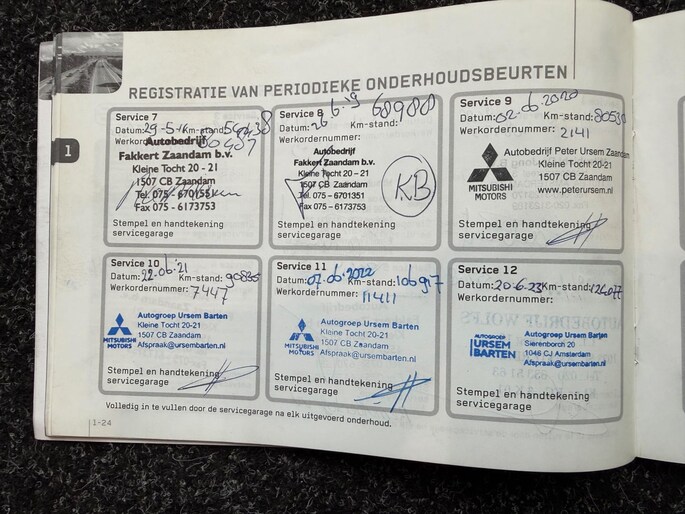 REGISTRATIE VAN PERIODIEKE ONDERHOUDSBEURTEN
1
Service 7
Datum: 29-5-16 Km-stand:
Werkordernummer:
Autobedrijf
Fakkert Zaandam b.v.
Kleine Tocht 20 - 21
1507 CB Zaandam
Tel. 075 - 6701351
Fax 075 - 6173753
Stempel en handtekening
servicegarage
Service 8
Datum: Km-stand: 689888
Werkordernummer:
Autobedrijf
Fakkert Zaandam b.v.
Kleine Tocht 20 - 21
1507 CB Zaandam
Tel. 075 - 6701351
Fax 075 - 6173753
KB
Stempel en handtekening
servicegarage
Service 9
Datum: 02-06-2020 Km-stand:
Werkordernummer: 2141
MITSUBISHI
MOTORS
Autobedrijf Peter Ursem Zaandam
Kleine Tocht 20-21
1507 CB Zaandam
www.peterursem.nl
Stempel en handtekening
servicegarage
Service 10
Datum: 22-06-21 Km-stand:
Werkordernummer: 7447
MITSUBISHI
MOTORS
Autogroep Ursem Barten
Kleine Tocht 20-21
1507 CB Zaandam
Afspraak@ursembarten.nl
Stempel en handtekening
servicegarage
Service 11
Datum: 07-06-2022 Km-stand: 106917
Werkordernummer: 11411
MITSUBISHI
MOTORS
Autogroep Ursem Barten
Kleine Tocht 20-21
1507 CB Zaandam
Afspraak@ursembarten.nl
Stempel en handtekening
servicegarage
Service 12
Datum: 20-6-23 Km-stand:
Werkordernummer:
AUTOGROEP
URSEM
BARTEN
Autogroep Ursem Barten
Sierenborch 20
1046 CJ Amsterdam
Afspraak@ursembarten.nl
Stempel en handtekening
servicegarage
Volledig in te vullen door de servicegarage na elk uitgevoerd onderhoud.
1-24